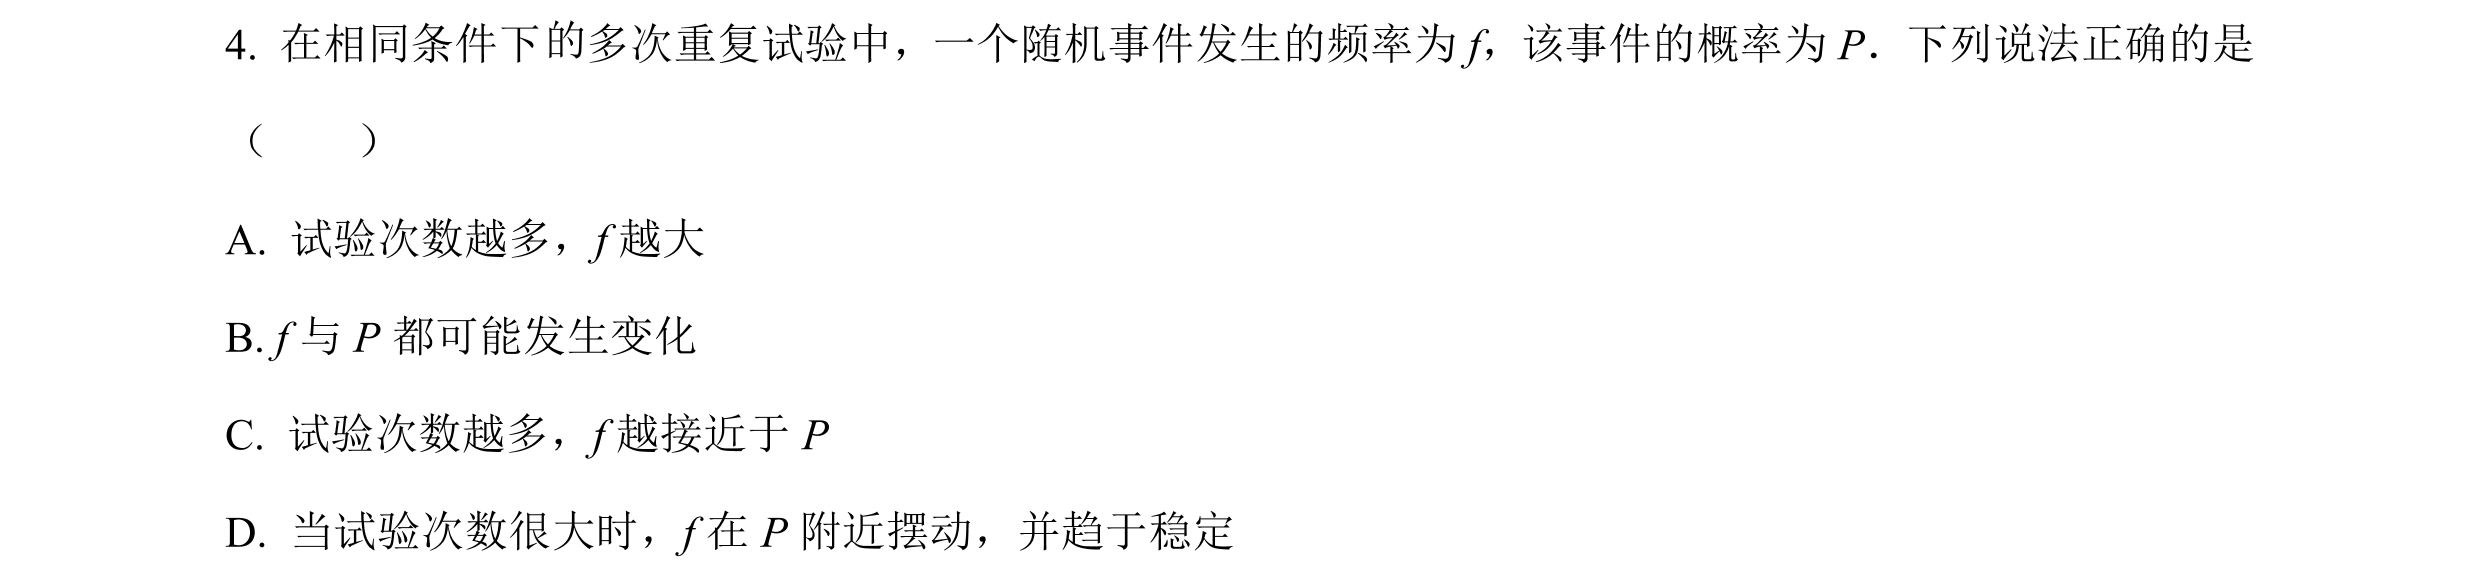 4. 在相同条件下的多次重复试验中，一个随机事件发生的频率为 f，该事件的概率为 P．下列说法正确的是
（  ）
A. 试验次数越多，f 越大
B. f 与 P 都可能发生变化
C. 试验次数越多，f 越接近于 P
D. 当试验次数很大时，f 在 P 附近摆动，并趋于稳定